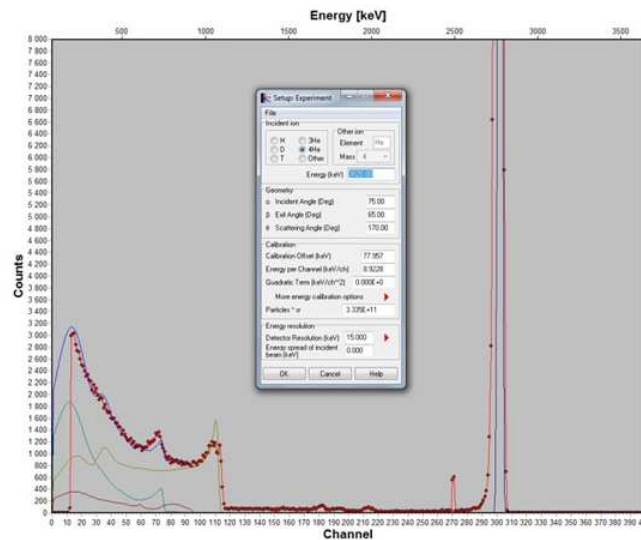 Energy [keV]
500 1000 1500 2000 2500 3000 3500
8 000
7 800
7 600
7 400
7 200
7 000
6 800
6 600
6 400
6 200
6 000
5 800
5 600
5 400
5 200
5 000
4 800
4 600
4 400
4 200
4 000
3 800
3 600
3 400
3 200
3 000
2 800
2 600
2 400
2 200
2 000
1 800
1 600
1 400
1 200
1 000
800
600
400
200
0
Counts
Setup: Experiment
File
Incident ion
H 3He
D 4He
T Other
Other ion
Element He
Mass 4
Energy (keV)
Geometry
α Incident Angle (Deg) 75.00
β Exit Angle (Deg) 65.00
θ Scattering Angle (Deg) 170.00
Calibration
Calibration Offset (keV) 77.957
Energy per Channel (keV/ch) 8.9228
Quadratic Term (keV/ch^2) 0.000E+0
More energy calibration options
Particles * sr 3.335E+11
Energy resolution
Detector Resolution (keV) 15.000
Energy spread of incident
beam(keV) 0.000
OK Cancel Help
0 10 20 30 40 50 60 70 80 90 100 110 120 130 140 150 160 170 180 190 200 210 220 230 240 250 260 270 280 290 300 310 320 330 340 350 360 370 380 390
Channel